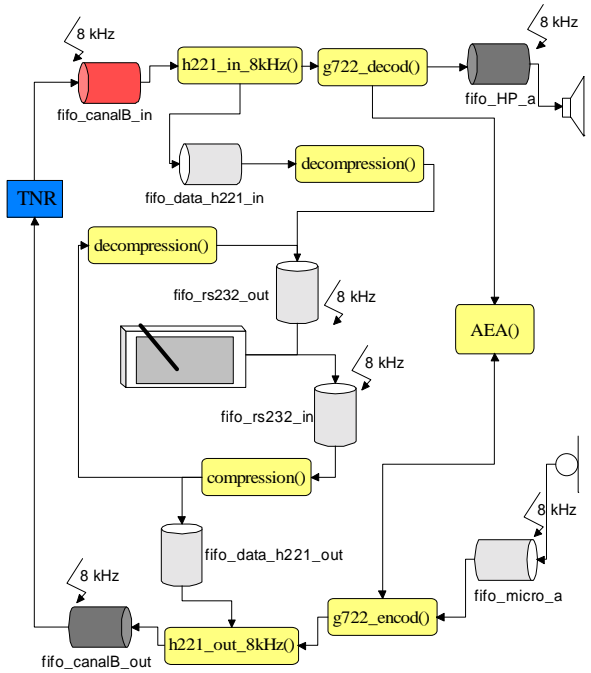 8 kHz
8 kHz
h221_in_8kHz()
g722_decod()
fifo_canalB_in
fifo_HP_a
decompression()
fifo_data_h221_in
TNR
decompression()
fifo_rs232_out
8 kHz
AEA()
8 kHz
fifo_rs232_in
compression()
8 kHz
fifo_data_h221_out
8 kHz
fifo_micro_a
g722_encod()
h221_out_8kHz()
fifo_canalB_out